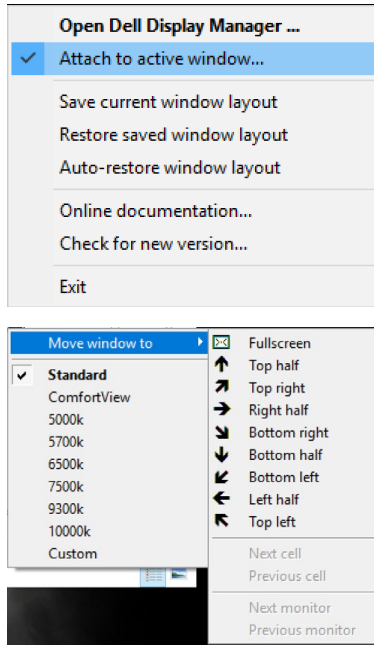 Open Dell Display Manager ...
Attach to active window...
Save current window layout
Restore saved window layout
Auto-restore window layout
Online documentation...
Check for new version...
Exit
Move window to
Standard
ComfortView
5000k
5700k
6500k
7500k
9300k
10000k
Custom
Fullscreen
Top half
Top right
Right half
Bottom right
Bottom half
Bottom left
Left half
Top left
Next cell
Previous cell
Next monitor
Previous monitor